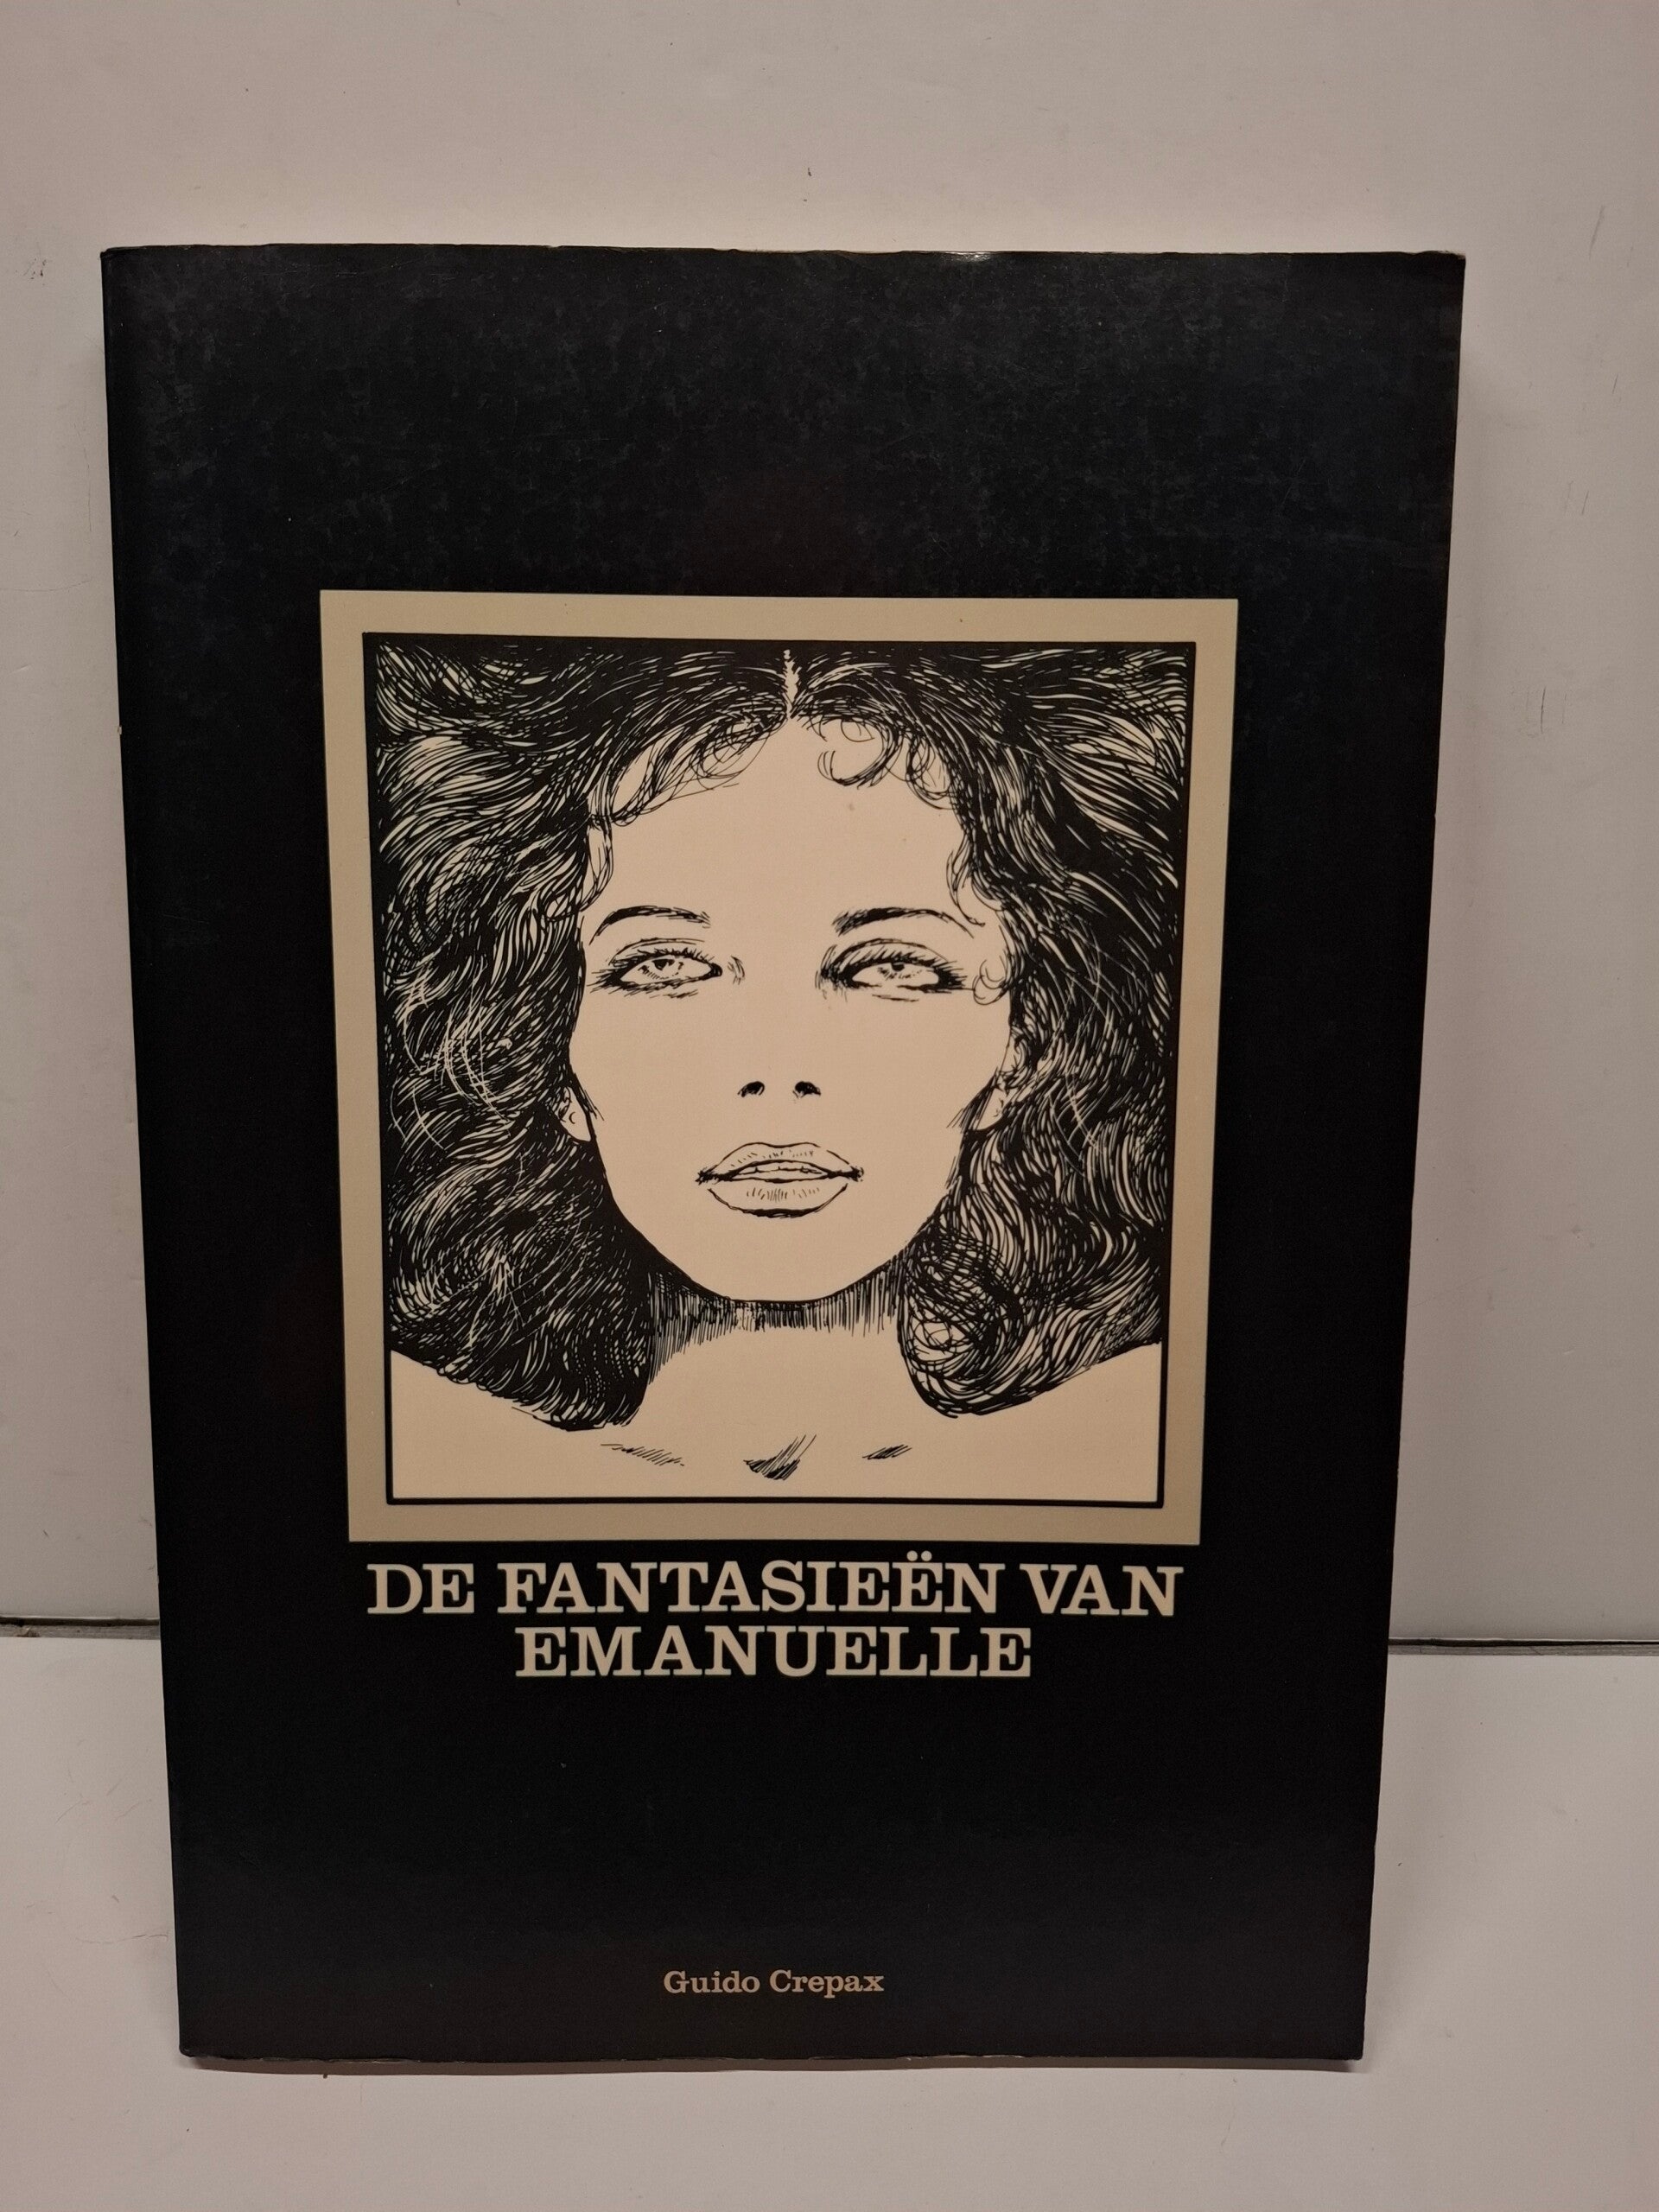 DE FANTASIEËN VAN
EMANUELLE
Guido Crepax